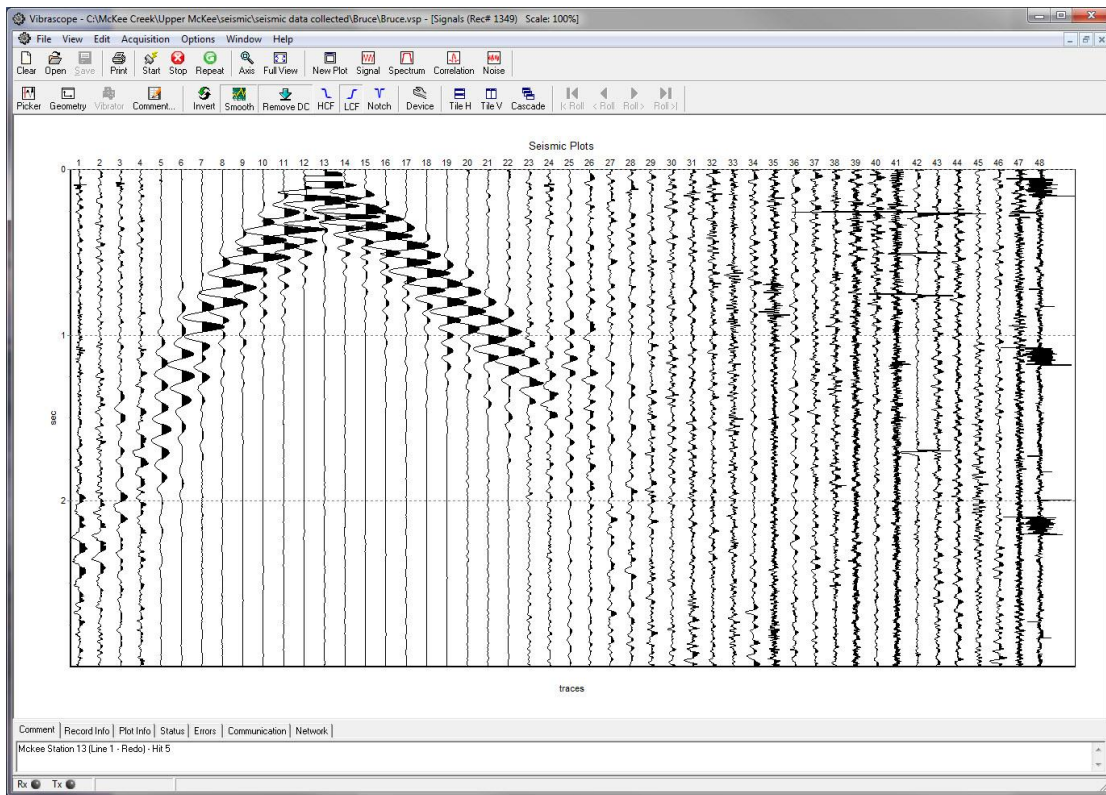 Vibrascope - C:\McKee Creek\Upper McKee\seismic\seismic data collected\Bruce\Bruce.vsp - [Signals (Rec# 1349) Scale: 100%]
File View Edit Acquisition Options Window Help
Clear Open Save Print Start Stop Repeat Axis Full View New Plot Signal Spectrum Correlation Noise
Picker Geometry Vibrator Comment... Invert Smooth Remove DC HCF LCF Notch Device Tile H Tile V Cascade |< Roll < Roll Roll > Roll >|
Seismic Plots
1 2 3 4 5 6 7 8 9 10 11 12 13 14 15 16 17 18 19 20 21 22 23 24 25 26 27 28 29 30 31 32 33 34 35 36 37 38 39 40 41 42 43 44 45 46 47 48
0
1
sec
2
traces
Comment Record Info Plot Info Status Errors Communication Network
Mckee Station 13 (Line 1 - Redo) - Hit 5
Rx Tx